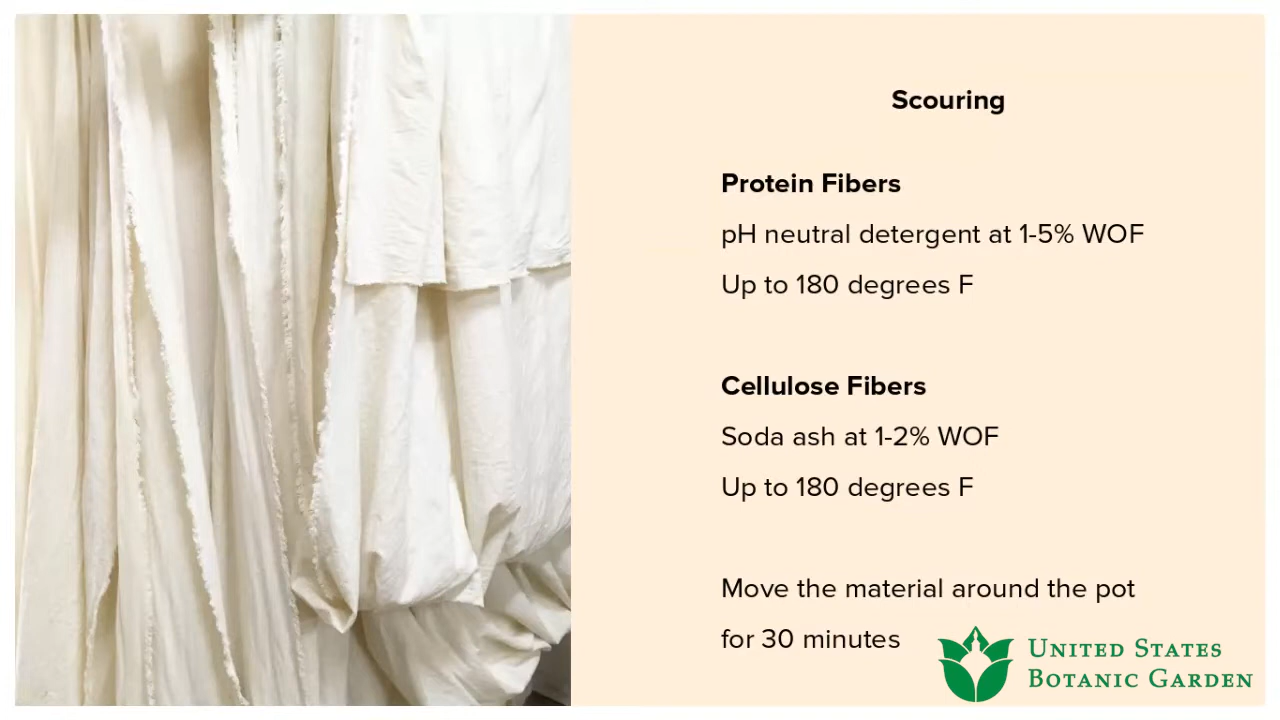 Scouring
Protein Fibers
pH neutral detergent at 1-5% WOF
Up to 180 degrees F
Cellulose Fibers
Soda ash at 1-2% WOF
Up to 180 degrees F
Move the material around the pot
for 30 minutes
United States
Botanic Garden